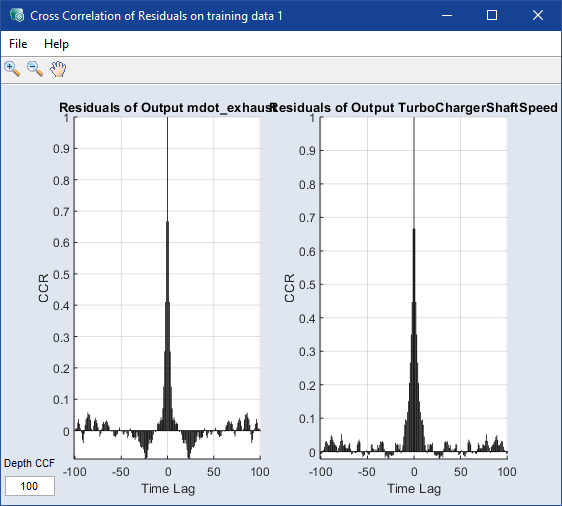 Cross Correlation of Residuals on training data 1
File Help
Residuals of Output mdot_exhaust
1
0.9
0.8
0.7
0.6
0.5
0.4
0.3
0.2
0.1
0
CCR
-100 -50 0 50 100
Time Lag
Residuals of Output TurboChargerShaftSpeed
1
0.9
0.8
0.7
0.6
0.5
0.4
0.3
0.2
0.1
0
CCR
-100 -50 0 50 100
Time Lag
Depth CCF
100